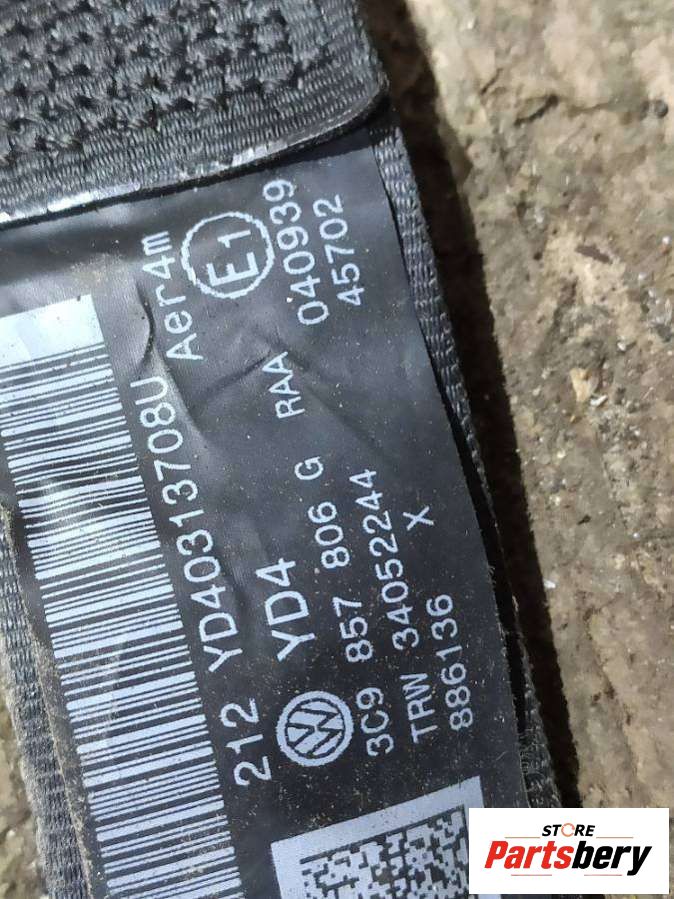 212 YD40313708U Aer4m
YD4 E1
3C9 857 806 G RAA 040939
TRW 34052244 45702
886136 X
STORE
Partsbery